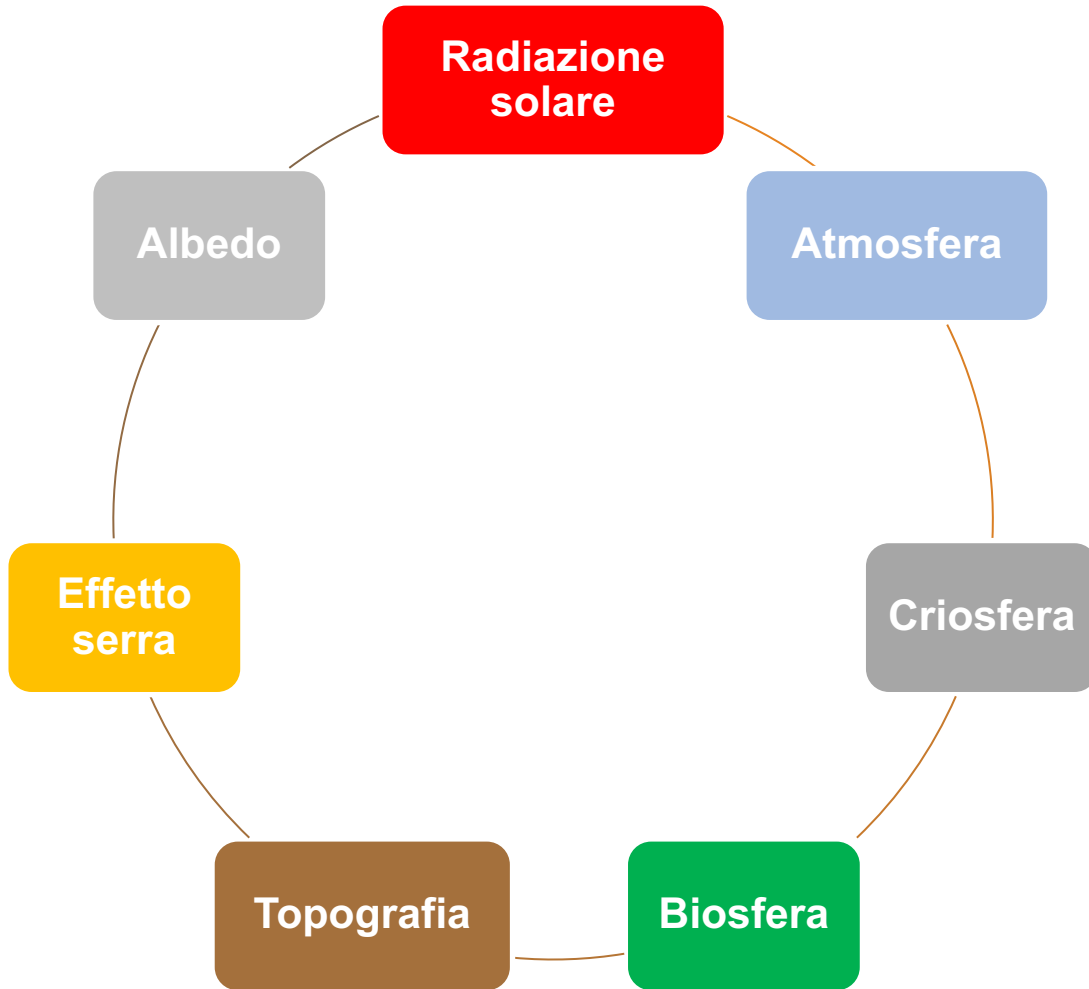 Radiazione
solare
Atmosfera
Criosfera
Biosfera
Topografia
Effetto
serra
Albedo